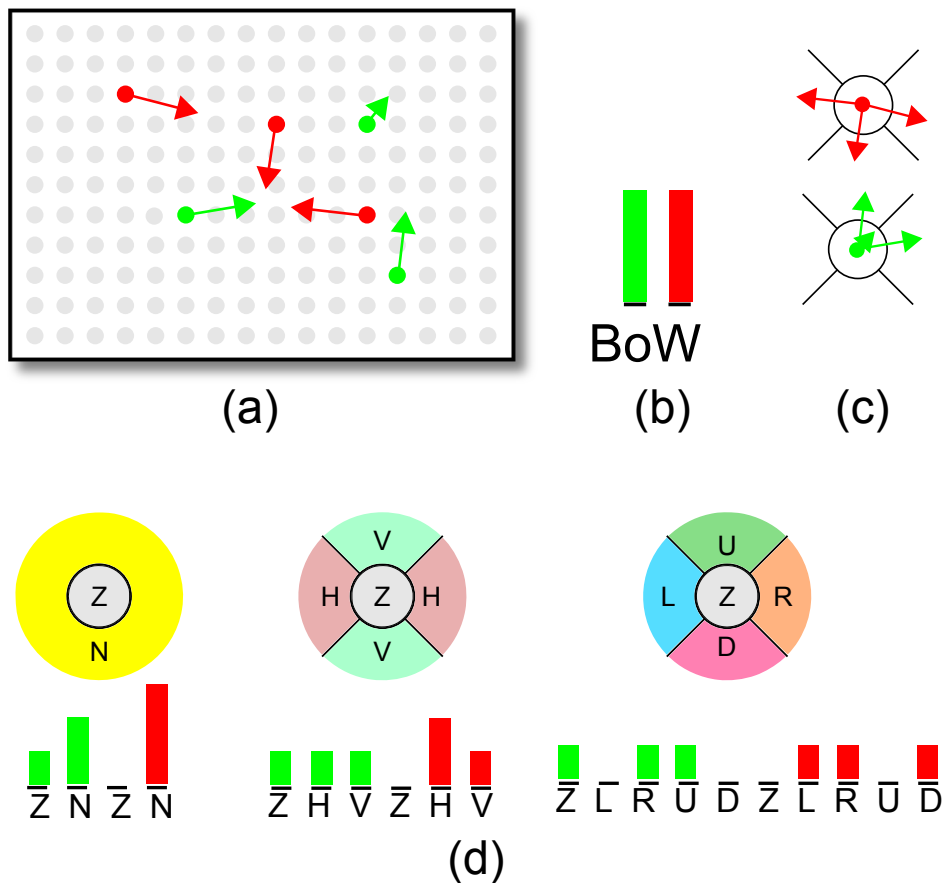 BoW
(a)
(b)
(c)
Z
N
V
H Z H
V
U
L Z R
D
Z N Z N
Z H V Z H V
Z L R U D Z L R U D
(d)